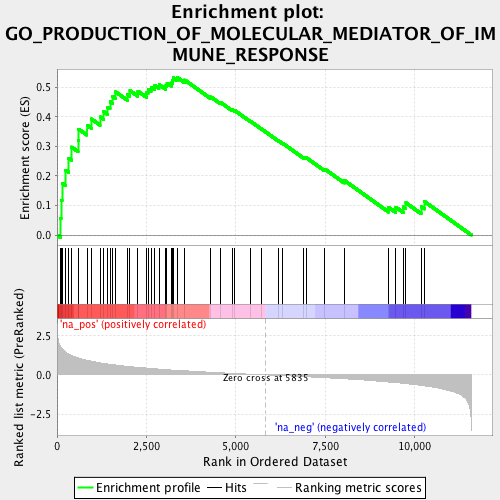 Enrichment plot:
GO_PRODUCTION_OF_MOLECULAR_MEDIATOR_OF_IM
MUNE_RESPONSE
Enrichment score (ES)
0.5
0.4
0.3
0.2
0.1
0.0
'na_pos' (positively correlated)
Ranked list metric (PreRanked)
2.5
0.0
-2.5
Zero cross at 5835
'na_neg' (negatively correlated)
0
2,500
5,000
7,500
10,000
Rank in Ordered Dataset
Enrichment profile
Hits
Ranking metric scores